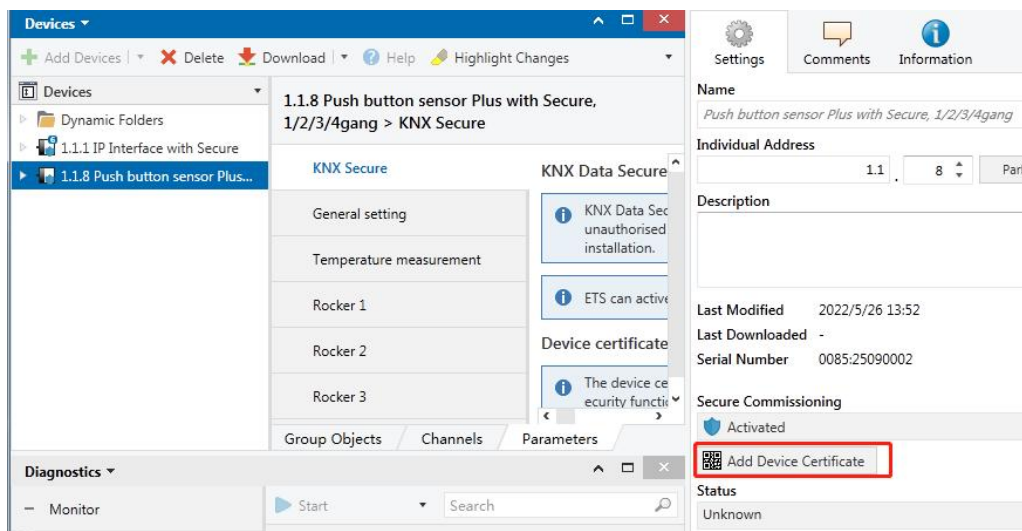 Devices
Add Devices
Delete
Download
Help
Highlight Changes
Devices
Dynamic Folders
1.1.1 IP Interface with Secure
1.1.8 Push button sensor Plus...
1.1.8 Push button sensor Plus with Secure,
1/2/3/4gang > KNX Secure
KNX Secure
General setting
Temperature measurement
Rocker 1
Rocker 2
Rocker 3
KNX Data Secure
KNX Data Sec
unauthorised
installation.
ETS can active
Device certificate
The device ce
ecurity functio
Group Objects
Channels
Parameters
Diagnostics
Monitor
Start
Search
Settings
Comments
Information
Name
Push button sensor Plus with Secure, 1/2/3/4gang
Individual Address
1.1 . 8
Par
Description
Last Modified 2022/5/26 13:52
Last Downloaded -
Serial Number 0085:25090002
Secure Commissioning
Activated
Add Device Certificate
Status
Unknown